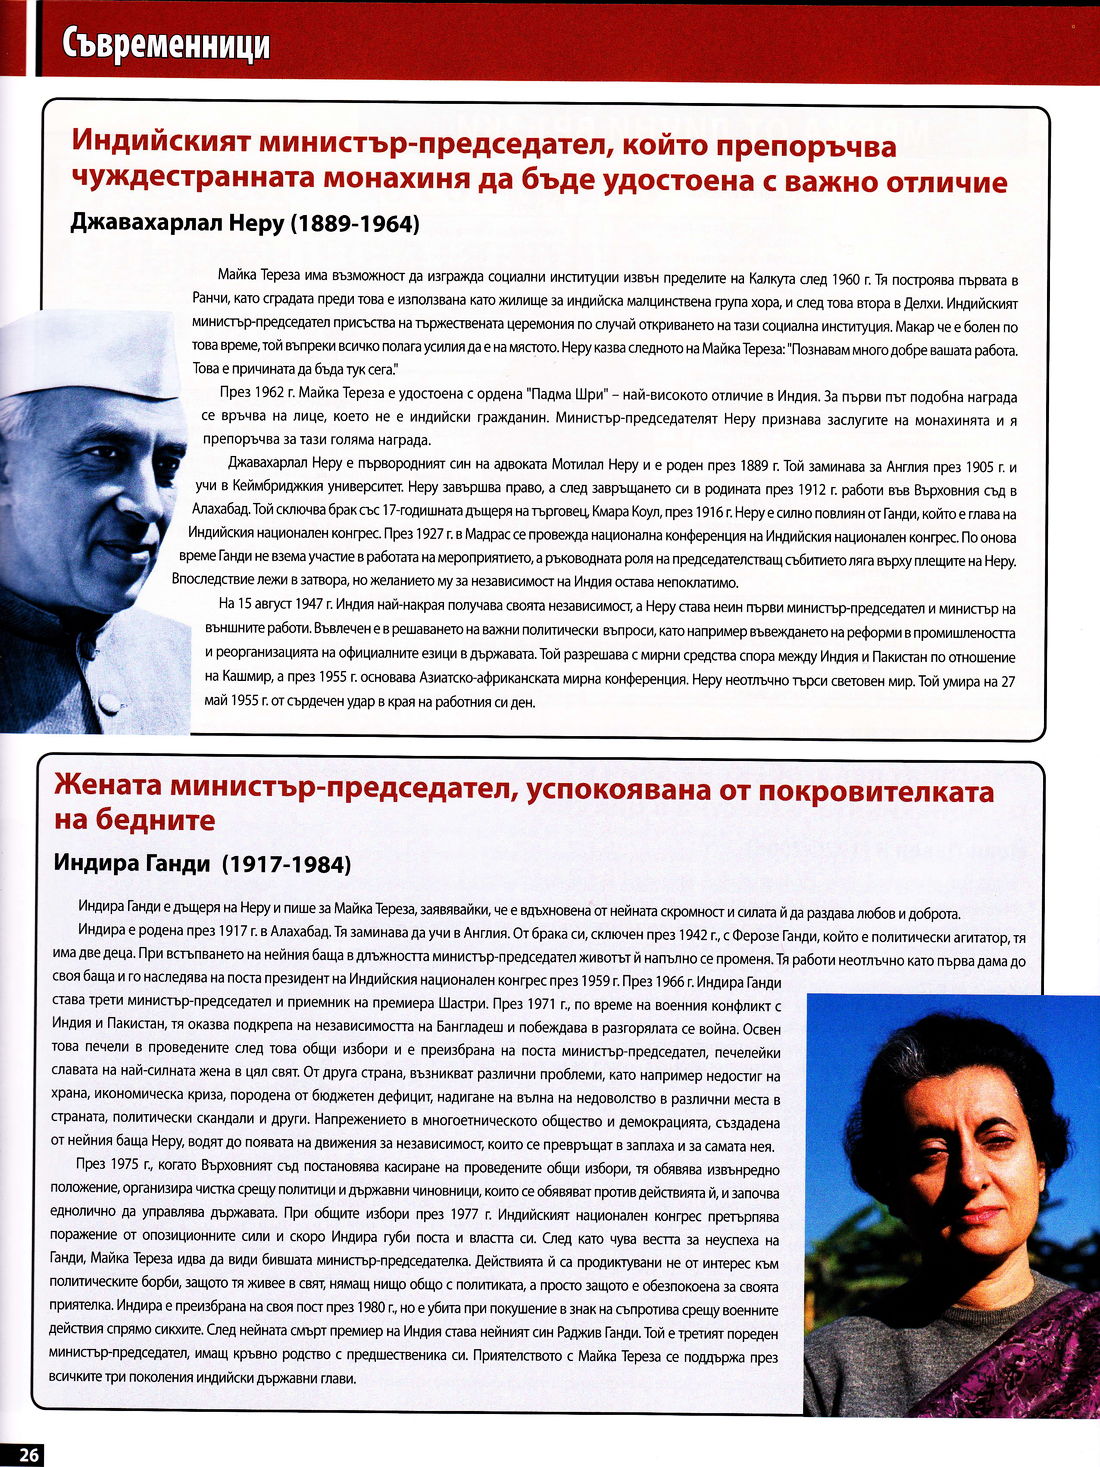 Съвременници
Индийският министър-председател, който препоръчва
чуждестранната монахиня да бъде удостоена с важно отличие
Джавахарлал Неру (1889-1964)
Майка Тереза има възможност да изгражда социални институции извън пределите на Калкута след 1960 г. Тя построява първата в
Ранчи, като сградата преди това е използвана като жилище за индийска малцинствена група хора, и след това втора в Делхи. Индийският
министър-председател присъства на тържествената церемония по случай откриването на тази социална институция. Макар че е болен по
това време, той въпреки всичко полага усилия да е на мястото. Неру казва следното на Майка Тереза: "Познавам много добре вашата работа.
Това е причината да бъда тук сега."
През 1962 г. Майка Тереза е удостоена с ордена "Падма Шри" – най-високото отличие в Индия. За първи път подобна награда
се връчва на лице, което не е индийски гражданин. Министър-председателят Неру признава заслугите на монахинята и я
препоръчва за тази голяма награда.
Джавахарлал Неру е първородният син на адвоката Мотилал Неру и е роден през 1889 г. Той заминава за Англия през 1905 г. и
учи в Кеймбриджкия университет. Неру завършва право, а след завръщането си в родината през 1912 г. работи във Върховния съд в
Алахабад. Той сключва брак със 17-годишната дъщеря на търговец, Кмара Коул, през 1916 г. Неру е силно повлиян от Ганди, който е глава на
Индийския национален конгрес. През 1927 г. в Мадрас се провежда национална конференция на Индийския национален конгрес. По онова
време Ганди не взема участие в работата на мероприятието, а ръководната роля на председателстващ събитието ляга върху плещите на Неру.
Впоследствие лежи в затвора, но желанието му за независимост на Индия остава непоклатимо.
На 15 август 1947 г. Индия най-накрая получава своята независимост, а Неру става неин първи министър-председател и министър на
външните работи. Въвлечен е в решаването на важни политически въпроси, като например въвеждането на реформи в промишлеността
и реорганизацията на официалните езици в държавата. Той разрешава с мирни средства спора между Индия и Пакистан по отношение
на Кашмир, а през 1955 г. основава Азиатско-африканската мирна конференция. Неру неотлъчно търси световен мир. Той умира на 27
май 1955 г. от сърдечен удар в края на работния си ден.
Жената министър-председател, успокоявана от покровителката
на бедните
Индира Ганди (1917-1984)
Индира Ганди е дъщеря на Неру и пише за Майка Тереза, заявявайки, че е вдъхновена от нейната скромност и силата й да раздава любов и доброта.
Индира е родена през 1917 г. в Алахабад. Тя заминава да учи в Англия. От брака си, сключен през 1942 г., с Ферозе Ганди, който е политически агитатор, тя
има две деца. При встъпването на нейния баща в длъжността министър-председател животът й напълно се променя. Тя работи неотлъчно като първа дама до
своя баща и го наследява на поста президент на Индийския национален конгрес през 1959 г. През 1966 г. Индира Ганди
става трети министър-председател и приемник на премиера Шастри. През 1971 г., по време на военния конфликт с
Индия и Пакистан, тя оказва подкрепа на независимостта на Бангладеш и побеждава в разгорялата се война. Освен
това печели в проведените след това общи избори и е преизбрана на поста министър-председател, печелейки
славата на най-силната жена в цял свят. От друга страна, възникват различни проблеми, като например недостиг на
храна, икономическа криза, породена от бюджетен дефицит, надигане на вълна на недоволство в различни места в
страната, политически скандали и други. Напрежението в многоетническото общество и демокрацията, създадена
от нейния баща Неру, водят до появата на движения за независимост, които се превръщат в заплаха и за самата нея.
През 1975 г., когато Върховният съд постановява касиране на проведените общи избори, тя обявява извънредно
положение, организира чистка срещу политици и държавни чиновници, които се обявяват против действията й, и започва
еднолично да управлява държавата. При общите избори през 1977 г. Индийският национален конгрес претърпява
поражение от опозиционните сили и скоро Индира губи поста и властта си. След като чува вестта за неуспеха на
Ганди, Майка Тереза идва да види бившата министър-председателка. Действията й са продиктувани не от интерес към
политическите борби, защото тя живее в свят, нямащ нищо общо с политиката, а просто защото е обезпокоена за своята
приятелка. Индира е преизбрана на своя пост през 1980 г., но е убита при покушение в знак на съпротива срещу военните
действия спрямо сикхите. След нейната смърт премиер на Индия става нейният син Раджив Ганди. Той е третият пореден
министър-председател, имащ кръвно родство с предшественика си. Приятелството с Майка Тереза се поддържа през
всичките три поколения индийски държавни глави.
26